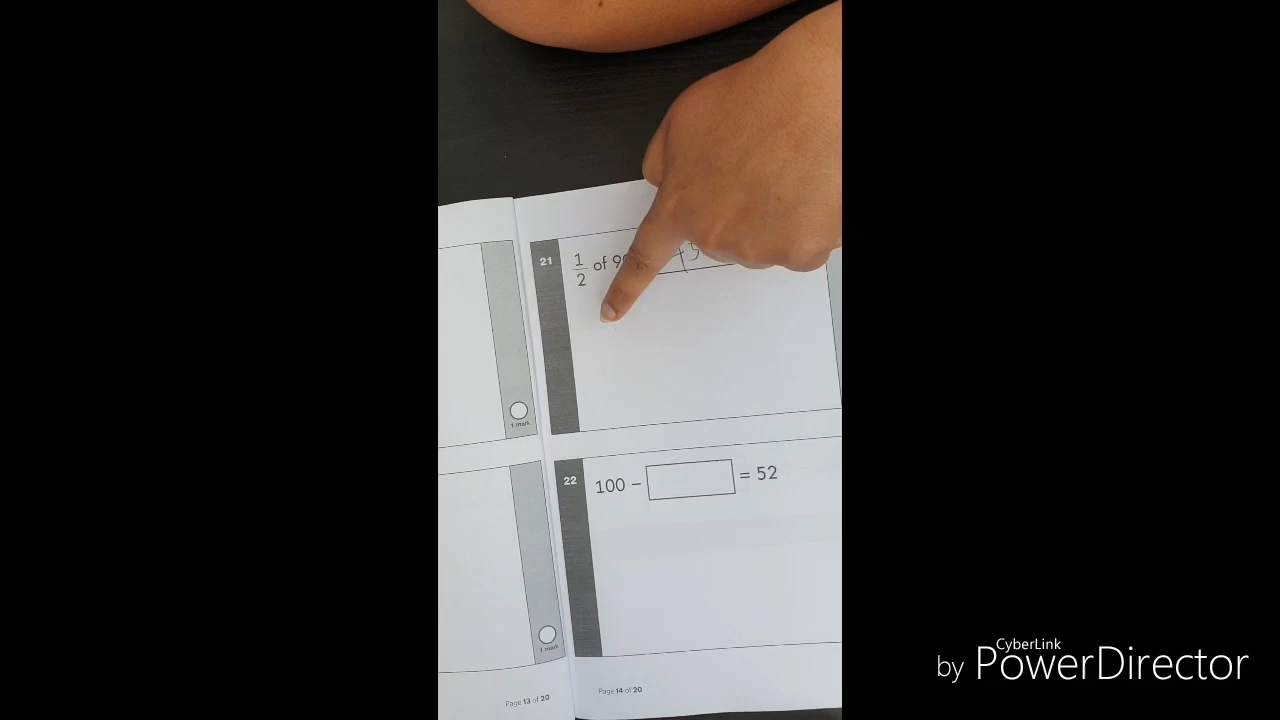 21
1/2 of 90
1 mark
22
100 − = 52
1 mark
Page 13 of 20
Page 14 of 20
CyberLink
by PowerDirector